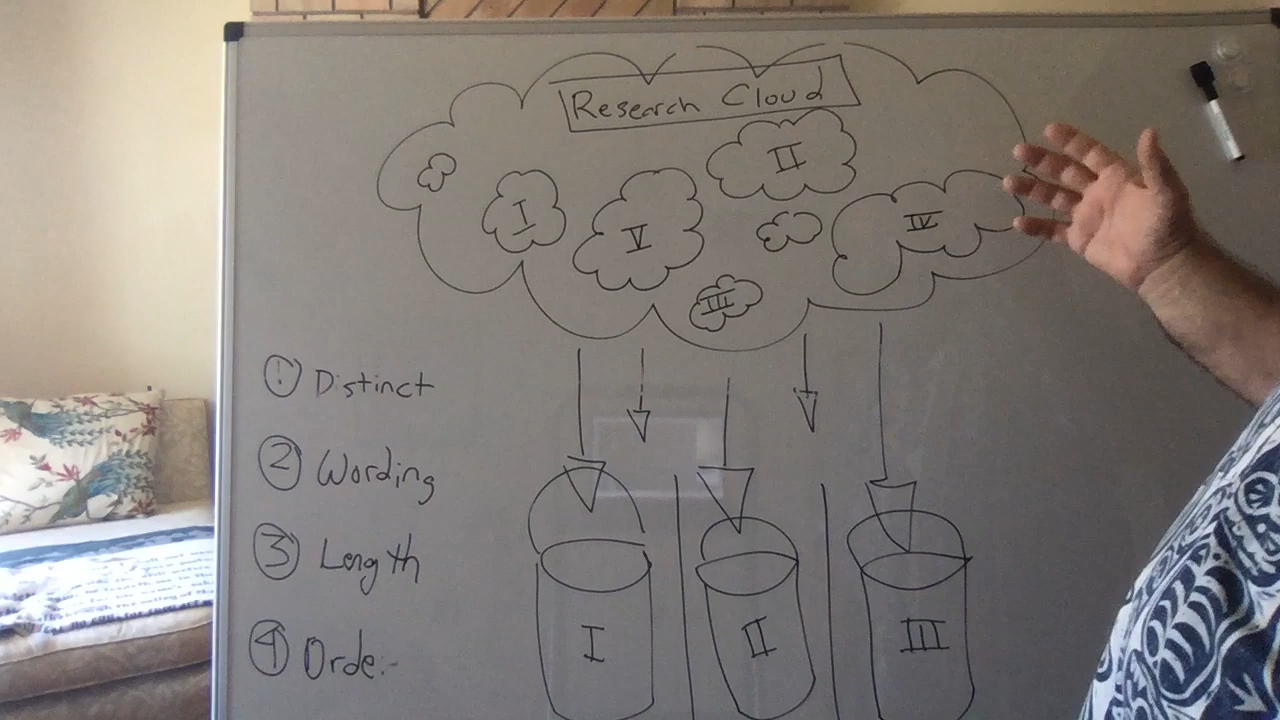 Research Cloud
II
I
V
IV
III
① Distinct
② Wording
③ Length
④ Order
I
II
III